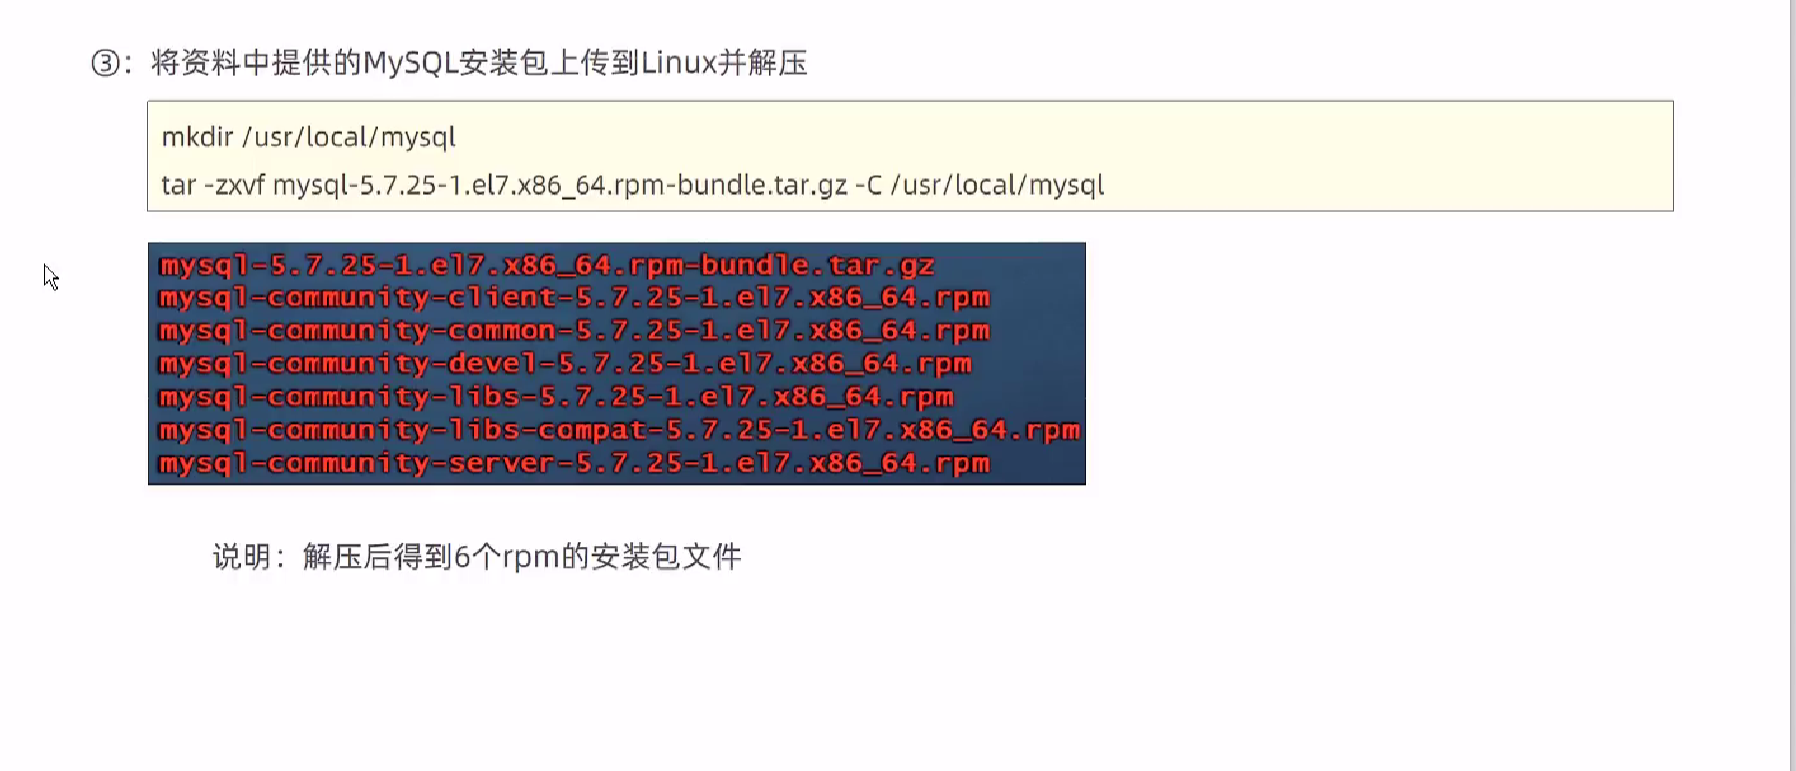 ③：将资料中提供的MySQL安装包上传到Linux并解压
mkdir /usr/local/mysql
tar -zxvf mysql-5.7.25-1.el7.x86_64.rpm-bundle.tar.gz -C /usr/local/mysql
mysql-5.7.25-1.el7.x86_64.rpm-bundle.tar.gz
mysql-community-client-5.7.25-1.el7.x86_64.rpm
mysql-community-common-5.7.25-1.el7.x86_64.rpm
mysql-community-devel-5.7.25-1.el7.x86_64.rpm
mysql-community-libs-5.7.25-1.el7.x86_64.rpm
mysql-community-libs-compat-5.7.25-1.el7.x86_64.rpm
mysql-community-server-5.7.25-1.el7.x86_64.rpm
说明：解压后得到6个rpm的安装包文件